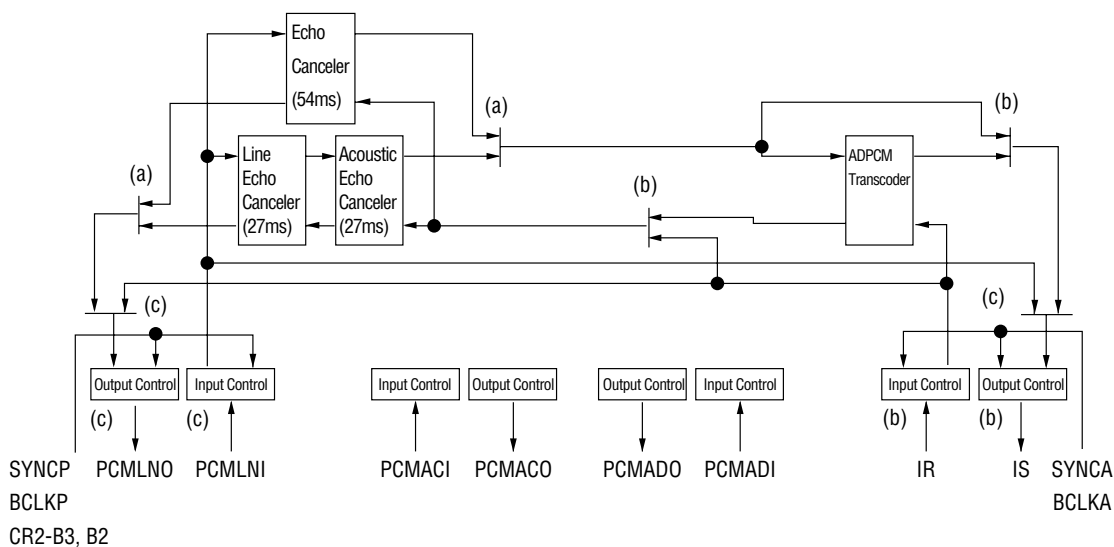 Echo
Canceler
(54ms)
(a)
(b)
Line
Echo
Canceler
(27ms)
Acoustic
Echo
Canceler
(27ms)
ADPCM
Transcoder
(a)
(b)
(c)
(c)
Output Control
Input Control
Input Control
Output Control
Output Control
Input Control
Input Control
Output Control
(c)
(c)
(b)
(b)
SYNCP
PCMLNO
PCMLNI
PCMACI
PCMACO
PCMADO
PCMADI
IR
IS
SYNCA
BCLKP
BCLKA
CR2-B3, B2